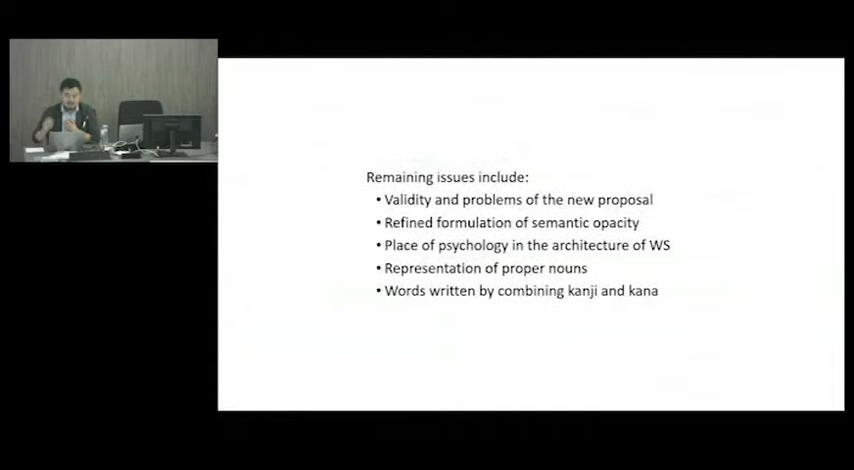 Remaining issues include:
• Validity and problems of the new proposal
• Refined formulation of semantic opacity
• Place of psychology in the architecture of WS
• Representation of proper nouns
• Words written by combining kanji and kana